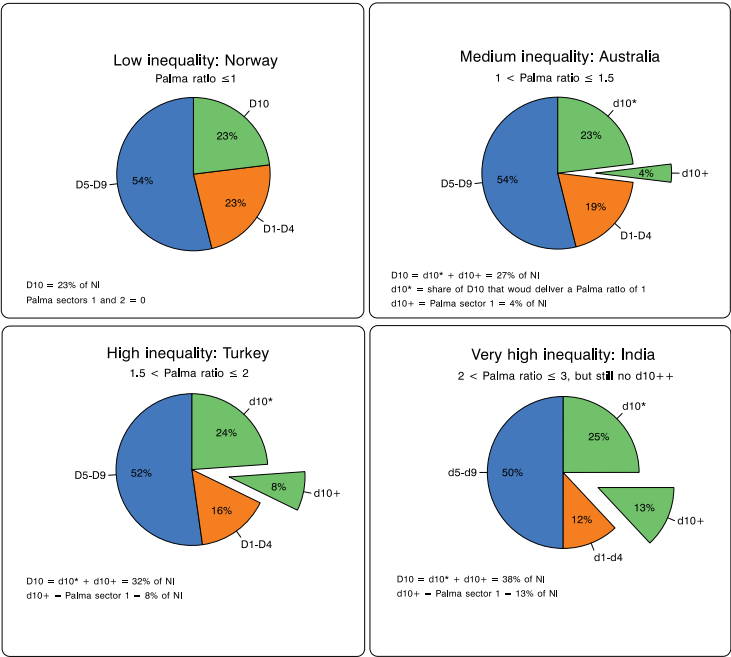 Low inequality: Norway
Palma ratio ≤1
D10
23%
D5-D9
54%
23%
D1-D4
D10 = 23% of NI
Palma sectors 1 and 2 = 0
Medium inequality: Australia
1 < Palma ratio ≤ 1.5
d10*
23%
D5-D9
54%
4%
d10+
19%
D1-D4
D10 = d10* + d10+ = 27% of NI
d10* = share of D10 that woud deliver a Palma ratio of 1
d10+ = Palma sector 1 = 4% of NI
High inequality: Turkey
1.5 < Palma ratio ≤ 2
d10*
24%
D5-D9
52%
8%
d10+
16%
D1-D4
D10 = d10* + d10+ = 32% of NI
d10+ = Palma sector 1 – 8% of NI
Very high inequality: India
2 < Palma ratio ≤ 3, but still no d10++
d10*
25%
d5-d9
50%
13%
d10+
12%
d1-d4
D10 = d10* + d10+ = 38% of NI
d10+ – Palma sector 1 – 13% of NI